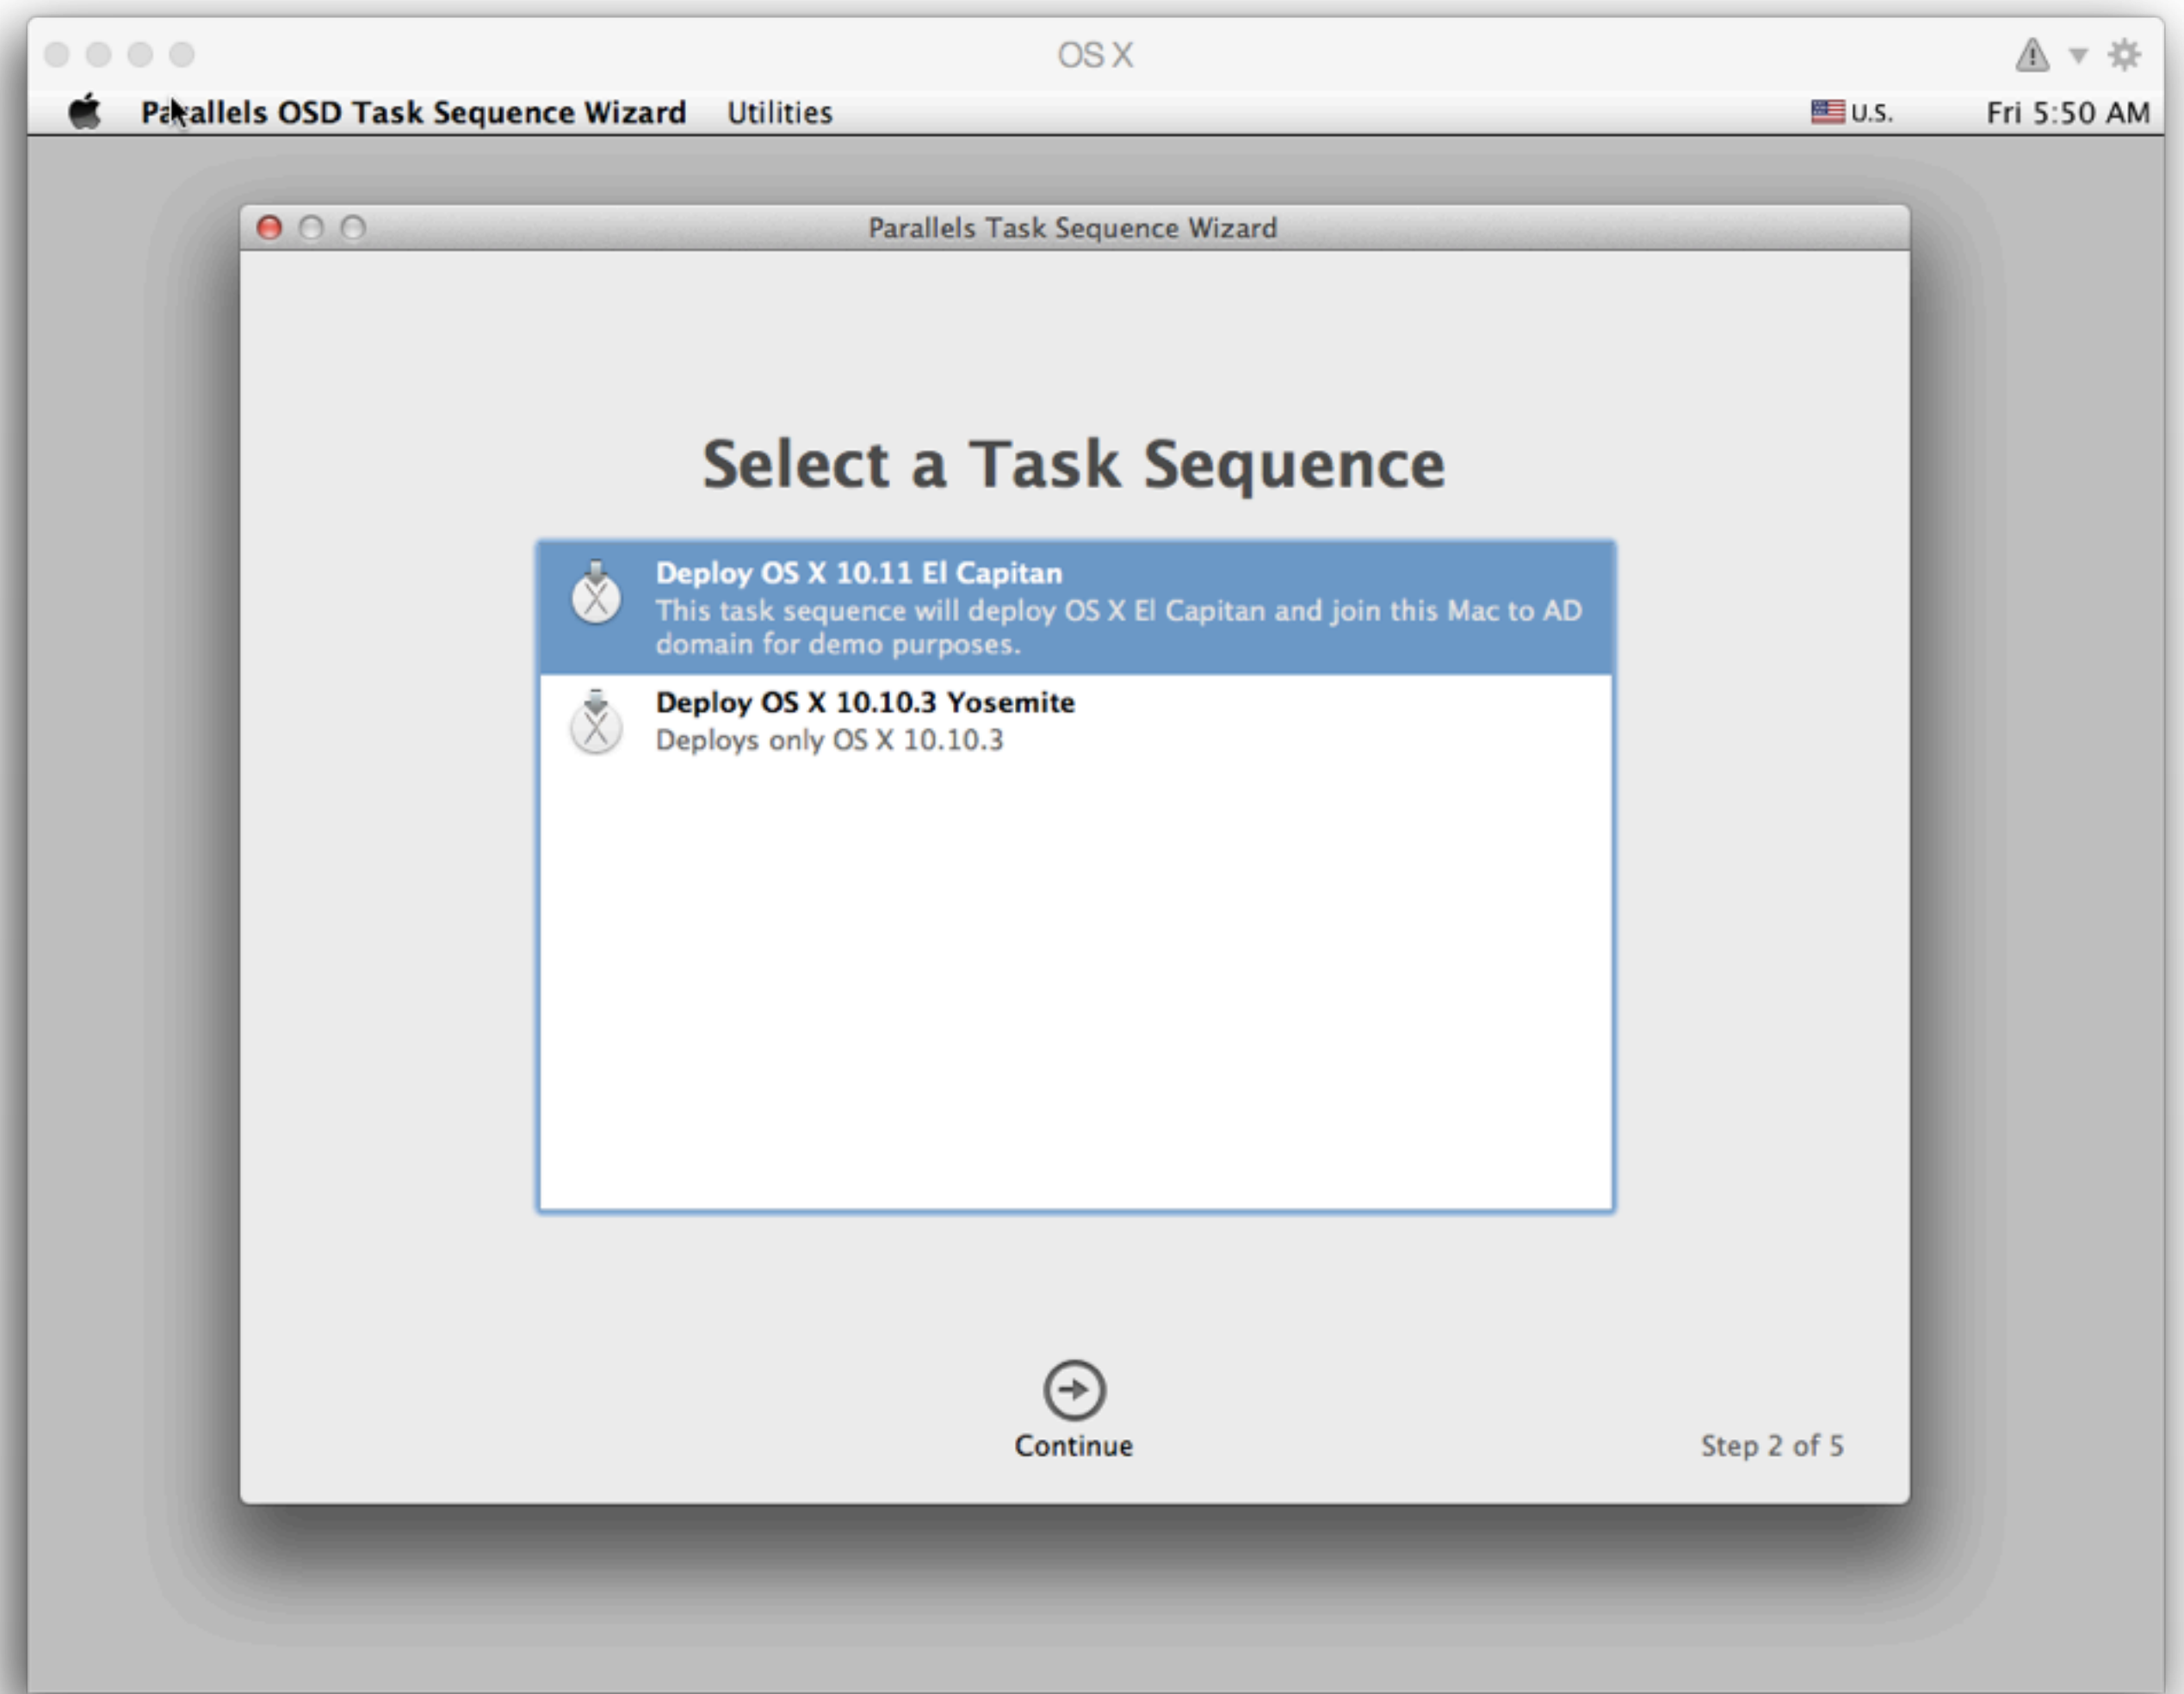 OS X
Parallels OSD Task Sequence Wizard Utilities U.S. Fri 5:50 AM
Parallels Task Sequence Wizard
Select a Task Sequence
Deploy OS X 10.11 El Capitan
This task sequence will deploy OS X El Capitan and join this Mac to AD
domain for demo purposes.
Deploy OS X 10.10.3 Yosemite
Deploys only OS X 10.10.3
Continue
Step 2 of 5